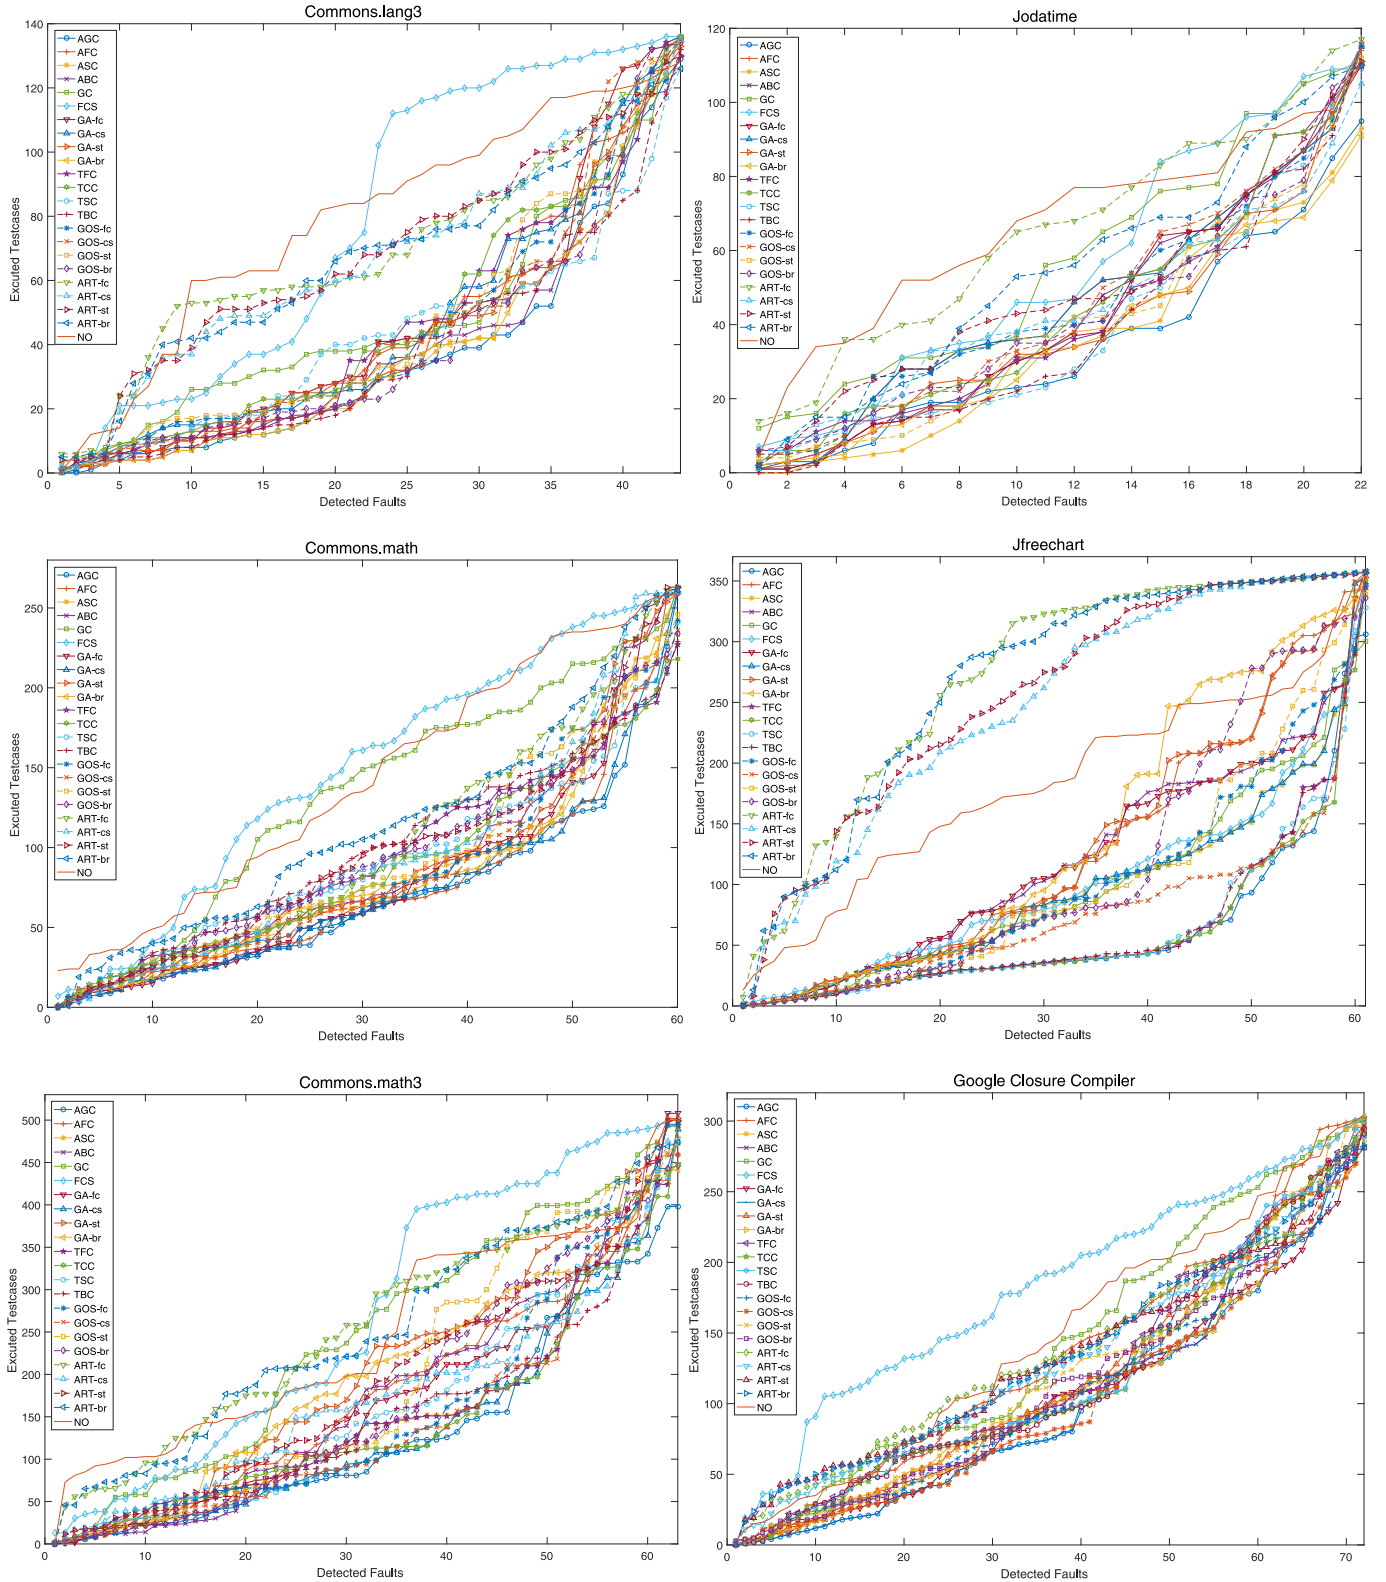 Commons.lang3
140
120
100
80
60
40
20
0
Excuted Testcases
AGC
AFC
ASC
ABC
GC
FCS
GA-fc
GA-cs
GA-st
GA-br
TFC
TCC
TSC
TBC
GOS-fc
GOS-cs
GOS-st
GOS-br
ART-fc
ART-cs
ART-st
ART-br
NO
0 5 10 15 20 25 30 35 40
Detected Faults
Jodatime
120
100
80
60
40
20
0
Excuted Testcases
AGC
AFC
ASC
ABC
GC
FCS
GA-fc
GA-cs
GA-st
GA-br
TFC
TCC
TSC
TBC
GOS-fc
GOS-cs
GOS-st
GOS-br
ART-fc
ART-cs
ART-st
ART-br
NO
0 2 4 6 8 10 12 14 16 18 20 22
Detected Faults
Commons.math
250
200
150
100
50
0
Excuted Testcases
AGC
AFC
ASC
ABC
GC
FCS
GA-fc
GA-cs
GA-st
GA-br
TFC
TCC
TSC
TBC
GOS-fc
GOS-cs
GOS-st
GOS-br
ART-fc
ART-cs
ART-st
ART-br
NO
0 10 20 30 40 50 60
Detected Faults
Jfreechart
350
300
250
200
150
100
50
0
Excuted Testcases
AGC
AFC
ASC
ABC
GC
FCS
GA-fc
GA-cs
GA-st
GA-br
TFC
TCC
TSC
TBC
GOS-fc
GOS-cs
GOS-st
GOS-br
ART-fc
ART-cs
ART-st
ART-br
NO
0 10 20 30 40 50 60
Detected Faults
Commons.math3
500
450
400
350
300
250
200
150
100
50
0
Excuted Testcases
AGC
AFC
ASC
ABC
GC
FCS
GA-fc
GA-cs
GA-st
GA-br
TFC
TCC
TSC
TBC
GOS-fc
GOS-cs
GOS-st
GOS-br
ART-fc
ART-cs
ART-st
ART-br
NO
0 10 20 30 40 50 60
Detected Faults
Google Closure Compiler
300
250
200
150
100
50
0
Excuted Testcases
AGC
AFC
ASC
ABC
GC
FCS
GA-fc
GA-cs
GA-st
GA-br
TFC
TCC
TSC
TBC
GOS-fc
GOS-cs
GOS-st
GOS-br
ART-fc
ART-cs
ART-st
ART-br
NO
0 10 20 30 40 50 60 70
Detected Faults